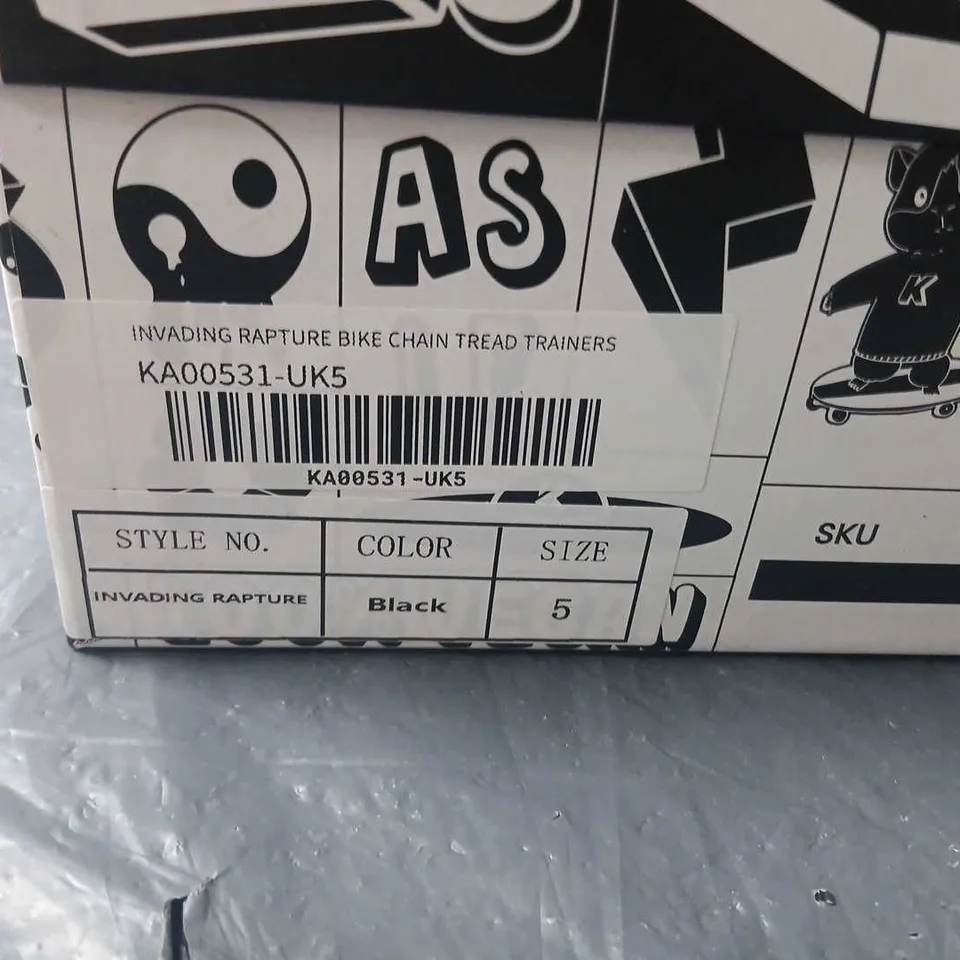 AS
K
INVADING RAPTURE BIKE CHAIN TREAD TRAINERS
KA00531-UK5
KA00531-UK5
STYLE NO. COLOR SIZE
INVADING RAPTURE Black 5
SKU